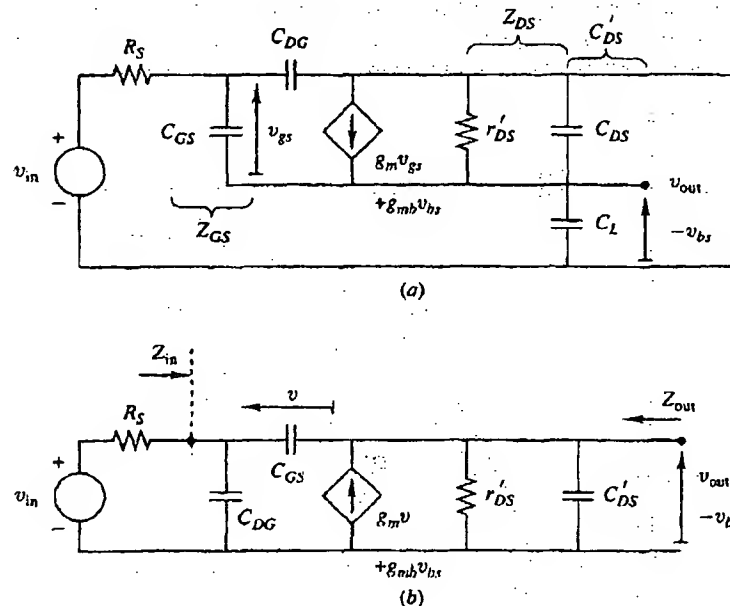 Z_DS C'_DS
R_S C_DG
+ v_in −
C_GS v_gs g_m v_gs r'_DS C_DS
+g_mb v_bs v_out
Z_GS C_L −v_bs
(a)
Z_in v Z_out
R_S
+ v_in −
C_GS
C_DG g_m v r'_DS C'_DS v_out
−v_b
+g_mb v_bs
(b)